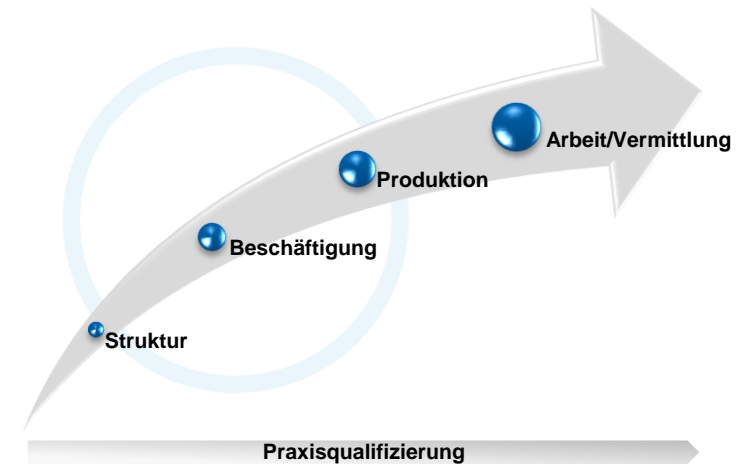 Arbeit/Vermittlung
Produktion
Beschäftigung
Struktur
Praxisqualifizierung